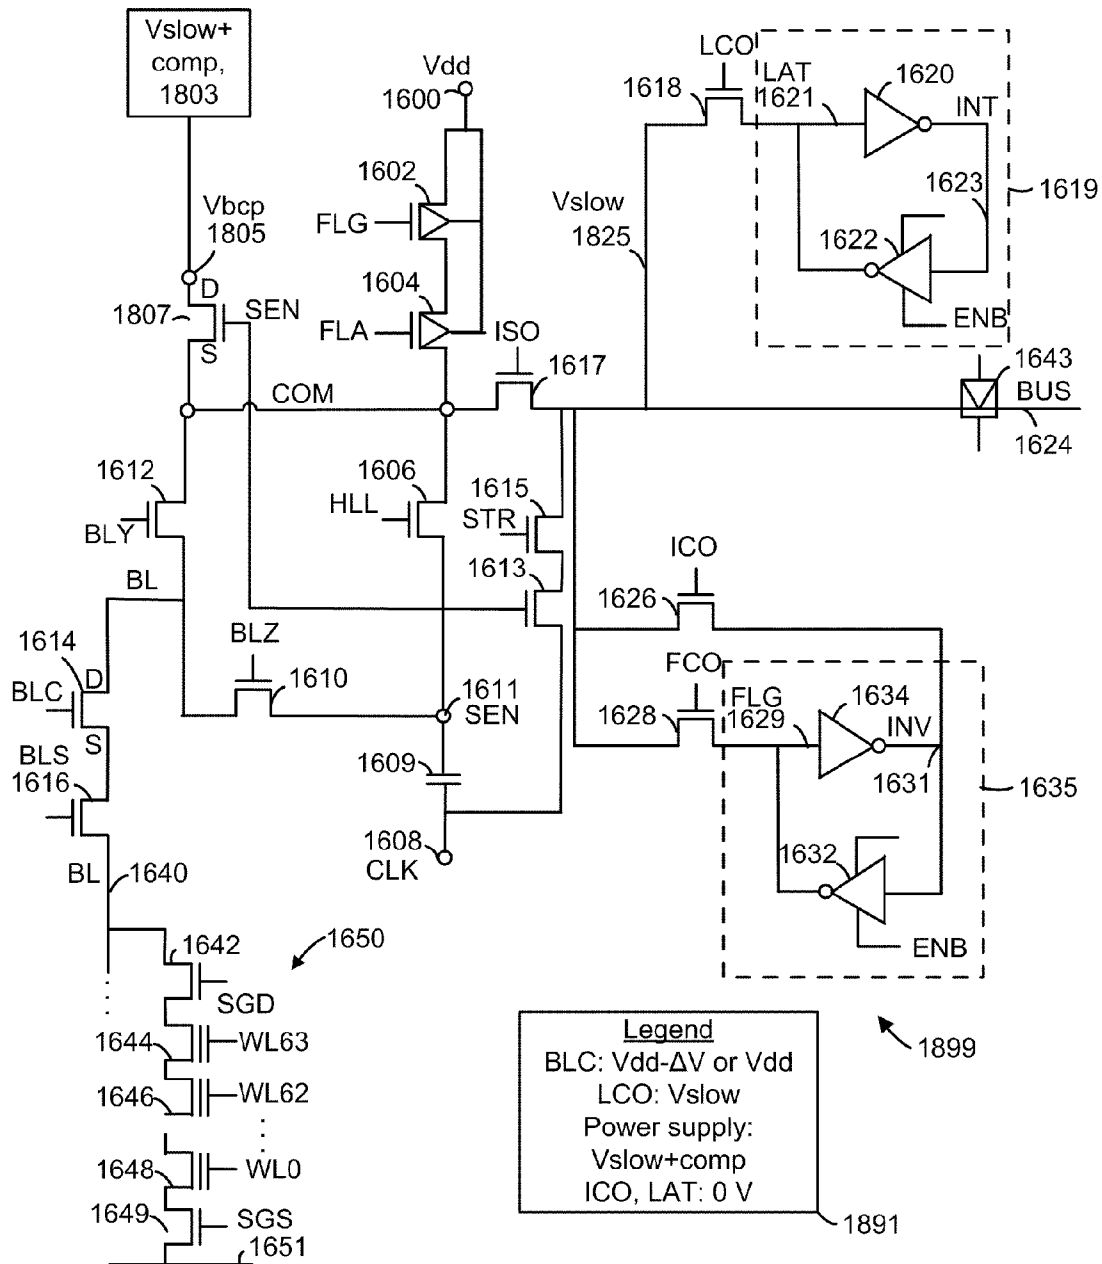 Vslow+
comp,
1803
Vbcp
1805
D
1807
SEN
S
Vdd
1600
1602
FLG
1604
FLA
ISO
1617
COM
LCO
1618
LAT
1621
1620
INT
1623
1622
ENB
1619
Vslow
1825
1643
BUS
1624
1612
BLY
1606
HLL
1615
STR
1613
BL
1614
D
BLC
S
BLS
1616
BLZ
1610
1611
SEN
1609
1608
CLK
ICO
1626
FCO
1628
FLG
1629
1634
INV
1631
1632
ENB
1635
BL
1640
1642
1650
SGD
1644
WL63
1646
WL62
1648
WL0
1649
SGS
1651
Legend
BLC: Vdd-ΔV or Vdd
LCO: Vslow
Power supply:
Vslow+comp
ICO, LAT: 0 V
1891
1899